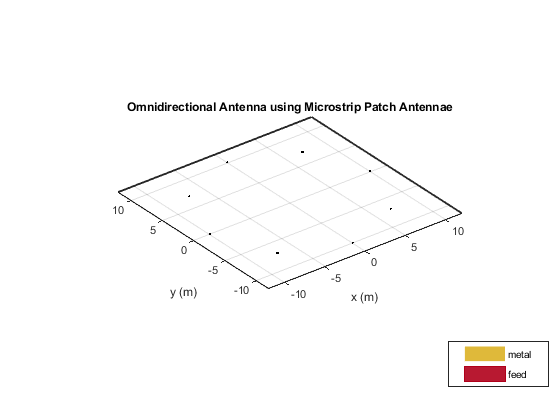 Omnidirectional Antenna using Microstrip Patch Antennae
10
5
0
-5
-10
y (m)
-10
-5
0
5
10
x (m)
metal
feed